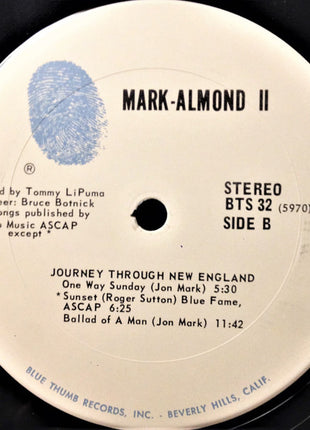 MARK-ALMOND II
®
d by Tommy LiPuma
eer: Bruce Botnick
ongs published by
Music ASCAP
except *
STEREO
BTS 32 (5970)
SIDE B
JOURNEY THROUGH NEW ENGLAND
One Way Sunday (Jon Mark) 5:30
* Sunset (Roger Sutton) Blue Fame,
ASCAP 6:25
Ballad of A Man (Jon Mark) 11:42
BLUE THUMB RECORDS, INC. - BEVERLY HILLS, CALIF.